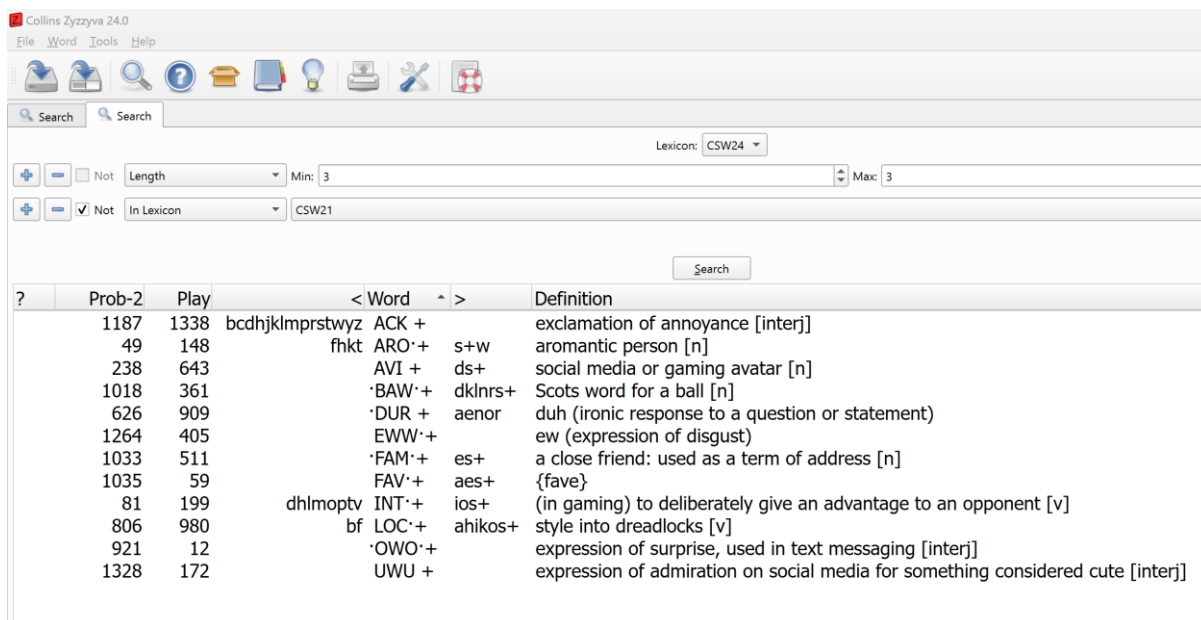 Collins Zyzzyva 24.0
File Word Tools Help
Search Search
Lexicon: CSW24
Not Length Min: 3 Max: 3
Not In Lexicon CSW21
Search
? Prob-2 Play < Word > Definition
1187 1338 bcdhjklmprstwyz ACK + exclamation of annoyance [interj]
49 148 fhkt ARO·+ s+w aromantic person [n]
238 643 AVI + ds+ social media or gaming avatar [n]
1018 361 ·BAW·+ dklnrs+ Scots word for a ball [n]
626 909 ·DUR + aenor duh (ironic response to a question or statement)
1264 405 EWW·+ ew (expression of disgust)
1033 511 ·FAM·+ es+ a close friend: used as a term of address [n]
1035 59 FAV·+ aes+ {fave}
81 199 dhlmoptv INT·+ ios+ (in gaming) to deliberately give an advantage to an opponent [v]
806 980 bf LOC·+ ahikos+ style into dreadlocks [v]
921 12 ·OWO·+ expression of surprise, used in text messaging [interj]
1328 172 UWU + expression of admiration on social media for something considered cute [interj]